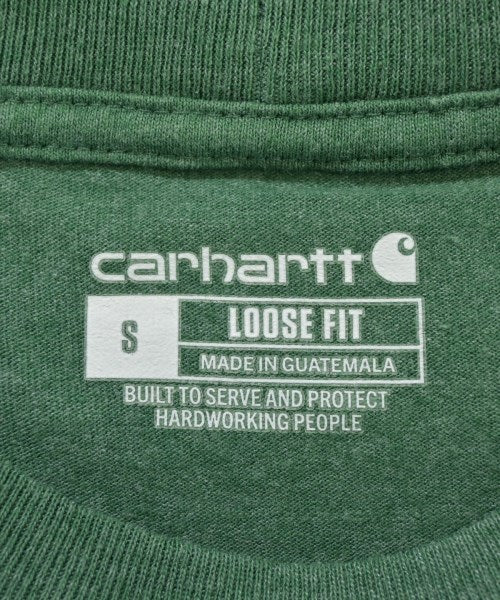 carhartt
S
LOOSE FIT
MADE IN GUATEMALA
BUILT TO SERVE AND PROTECT
HARDWORKING PEOPLE